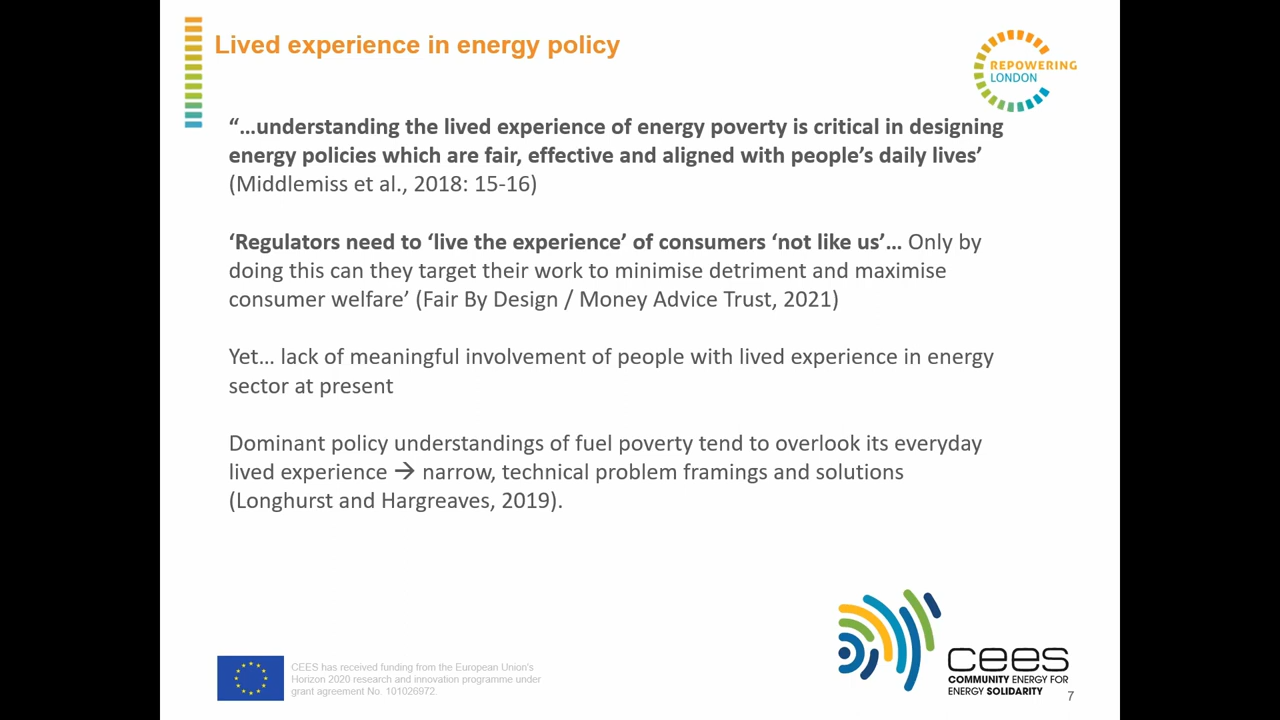 Lived experience in energy policy
REPOWERING
LONDON
“…understanding the lived experience of energy poverty is critical in designing
energy policies which are fair, effective and aligned with people’s daily lives’
(Middlemiss et al., 2018: 15-16)
‘Regulators need to ‘live the experience’ of consumers ‘not like us’… Only by
doing this can they target their work to minimise detriment and maximise
consumer welfare’ (Fair By Design / Money Advice Trust, 2021)
Yet… lack of meaningful involvement of people with lived experience in energy
sector at present
Dominant policy understandings of fuel poverty tend to overlook its everyday
lived experience → narrow, technical problem framings and solutions
(Longhurst and Hargreaves, 2019).
CEES has received funding from the European Union's
Horizon 2020 research and innovation programme under
grant agreement No. 101026972.
cees
COMMUNITY ENERGY FOR
ENERGY SOLIDARITY
7